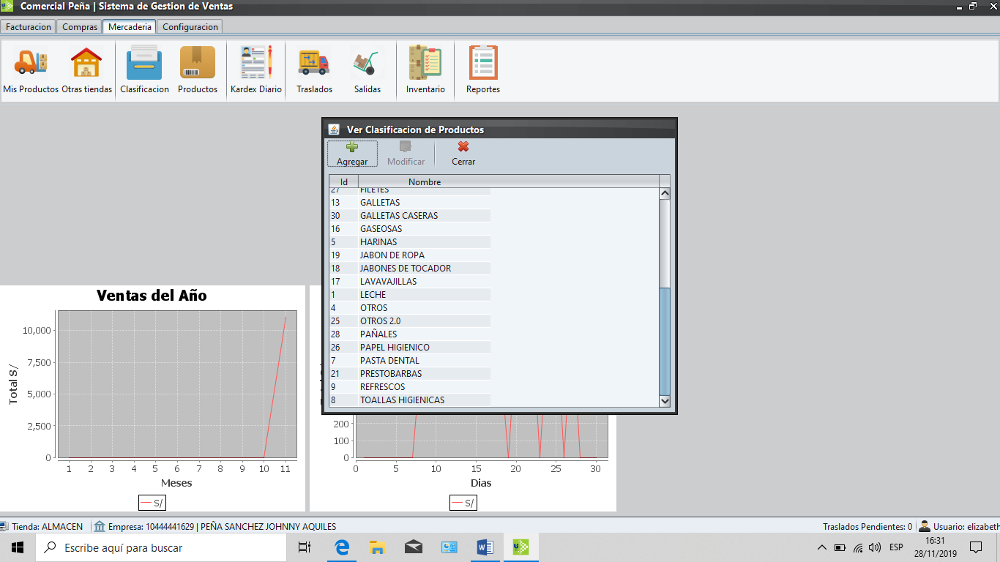 Comercial Peña | Sistema de Gestion de Ventas
Facturacion Compras Mercaderia Configuracion
Mis Productos Otras tiendas Clasificacion Productos Kardex Diario Traslados Salidas Inventario Reportes
Ver Clasificacion de Productos
Agregar Modificar Cerrar
Id Nombre
27 FILETES
13 GALLETAS
30 GALLETAS CASERAS
16 GASEOSAS
5 HARINAS
19 JABON DE ROPA
18 JABONES DE TOCADOR
17 LAVAVAJILLAS
1 LECHE
4 OTROS
25 OTROS 2.0
28 PAÑALES
26 PAPEL HIGIENICO
7 PASTA DENTAL
21 PRESTOBARBAS
9 REFRESCOS
8 TOALLAS HIGIENICAS
Ventas del Año
Total S/
10,000
7,500
5,000
2,500
0
1 2 3 4 5 6 7 8 9 10 11
Meses
S/
200
100
0
0 5 10 15 20 25 30
Dias
S/
Tienda: ALMACEN Empresa: 10444441629 | PEÑA SANCHEZ JOHNNY AQUILES Traslados Pendientes: 0 Usuario: elizabeth
Escribe aquí para buscar
ESP
16:31
28/11/2019